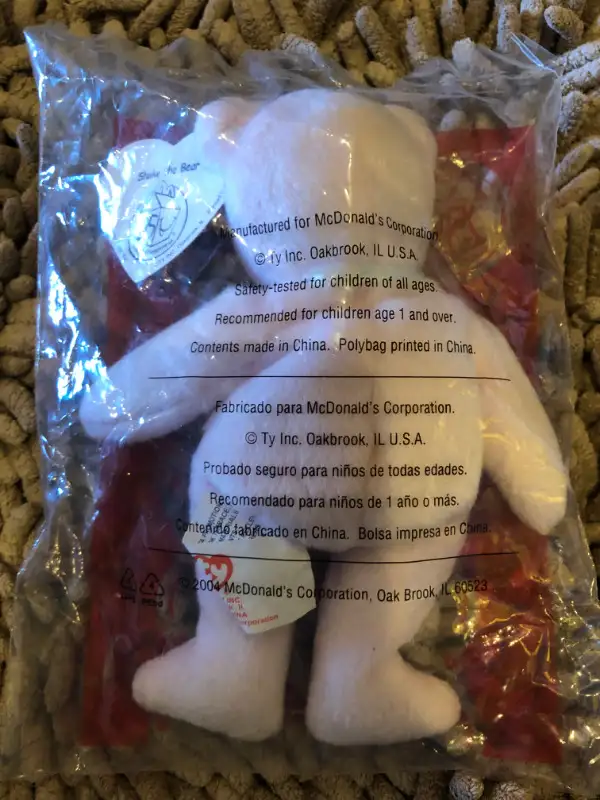 the Bear
Manufactured for McDonald's Corporation
© Ty Inc. Oakbrook, IL U.S.A.
Safety-tested for children of all ages.
Recommended for children age 1 and over.
Contents made in China. Polybag printed in China.
Fabricado para McDonald's Corporation.
© Ty Inc. Oakbrook, IL U.S.A.
Probado seguro para niños de todas edades.
Recomendado para niños de 1 año o más.
Contenido fabricado en China. Bolsa impresa en China.
ty
© 2004 McDonald's Corporation, Oak Brook, IL 60523